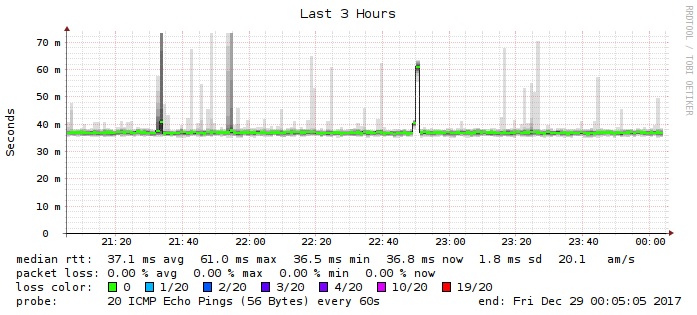 Last 3 Hours
RRDTOOL / TOBI OETIKER
Seconds
70 m
60 m
50 m
40 m
30 m
20 m
10 m
0
21:20 21:40 22:00 22:20 22:40 23:00 23:20 23:40 00:00
median rtt: 37.1 ms avg 61.0 ms max 36.5 ms min 36.8 ms now 1.8 ms sd 20.1 am/s
packet loss: 0.00 % avg 0.00 % max 0.00 % min 0.00 % now
loss color: 0 1/20 2/20 3/20 4/20 10/20 19/20
probe: 20 ICMP Echo Pings (56 Bytes) every 60s end: Fri Dec 29 00:05:05 2017